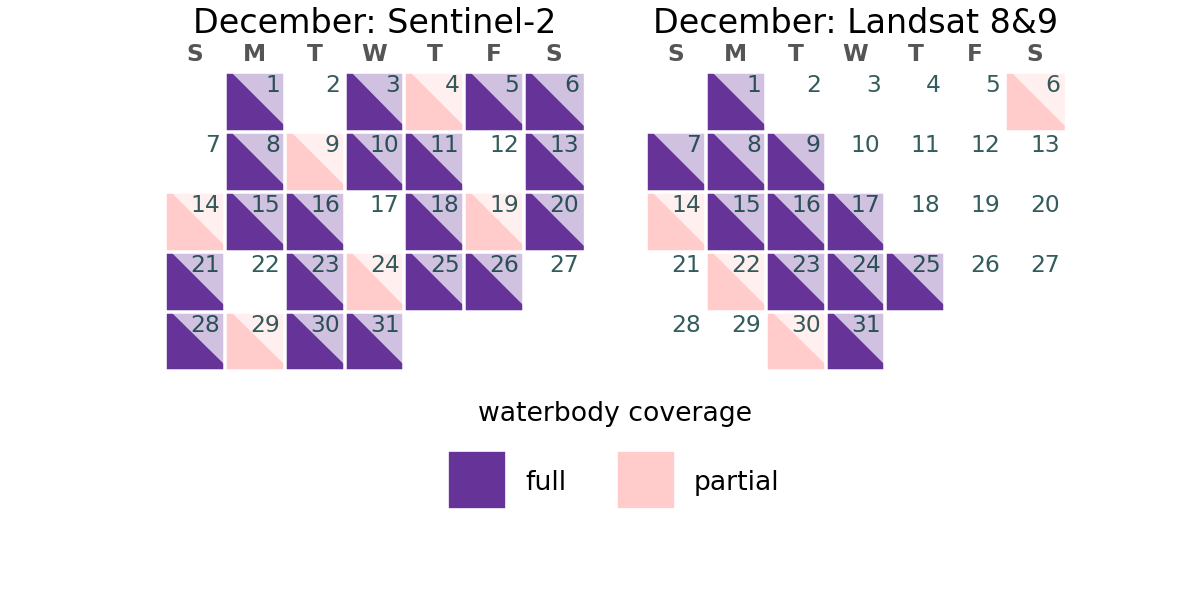 December: Sentinel-2
S M T W T F S
1 2 3 4 5 6
7 8 9 10 11 12 13
14 15 16 17 18 19 20
21 22 23 24 25 26 27
28 29 30 31
December: Landsat 8&9
S M T W T F S
1 2 3 4 5 6
7 8 9 10 11 12 13
14 15 16 17 18 19 20
21 22 23 24 25 26 27
28 29 30 31
waterbody coverage
full partial